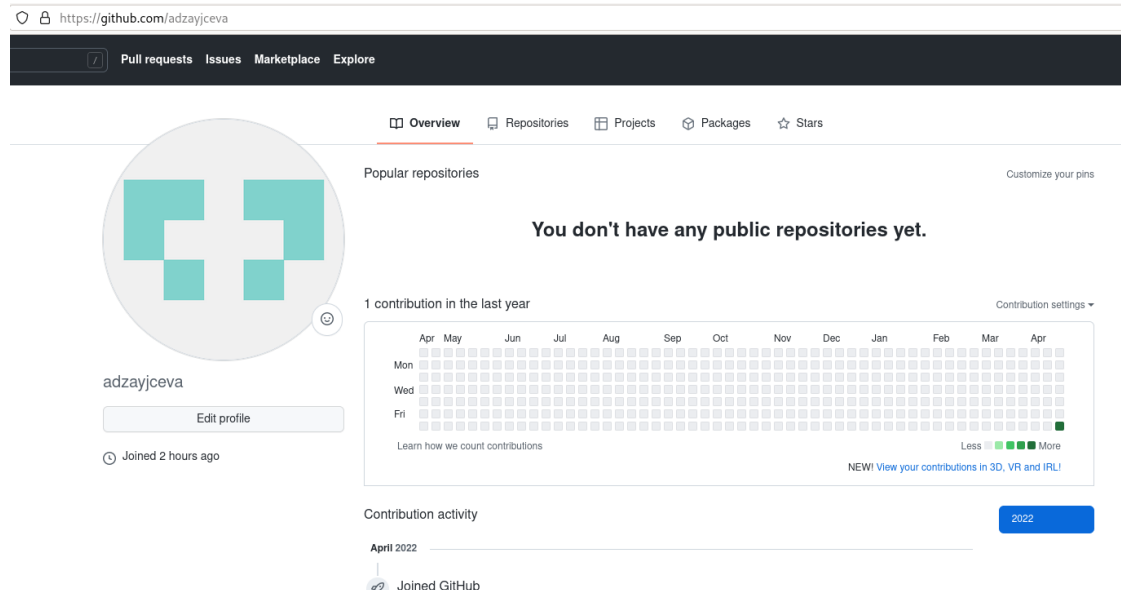 https://github.com/adzayjceva
/ Pull requests Issues Marketplace Explore
Overview Repositories Projects Packages Stars
Popular repositories Customize your pins
You don't have any public repositories yet.
1 contribution in the last year Contribution settings
Apr May Jun Jul Aug Sep Oct Nov Dec Jan Feb Mar Apr
Mon
Wed
Fri
Learn how we count contributions Less More
NEW! View your contributions in 3D, VR and IRL!
adzayjceva
Edit profile
Joined 2 hours ago
Contribution activity 2022
April 2022
Joined GitHub